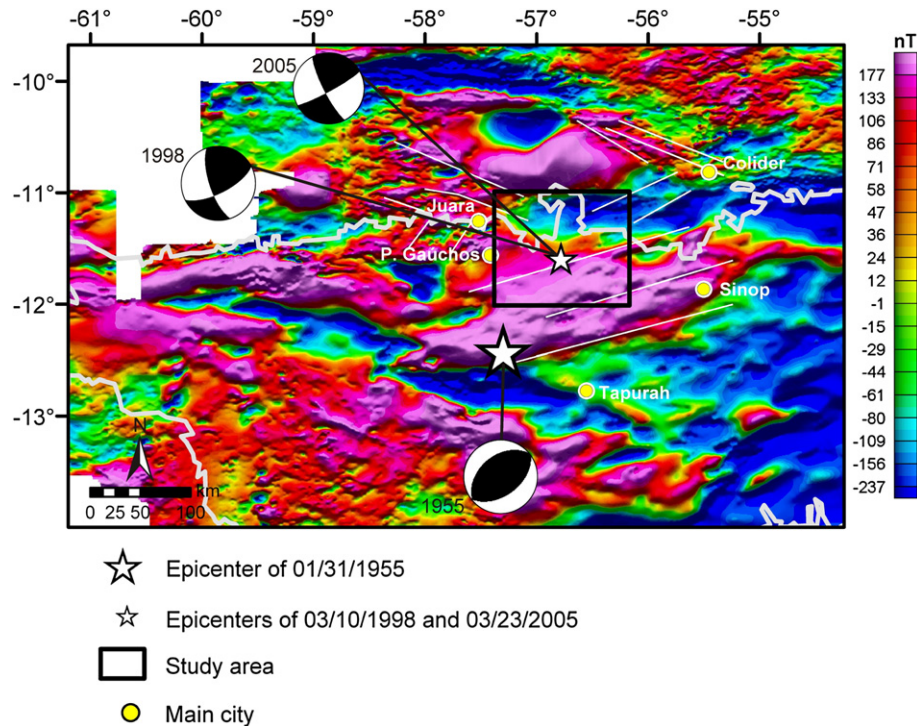 -61° -60° -59° -58° -57° -56° -55°
nT
-10°
-11°
-12°
-13°
2005
1998
1955
Colider
Juara
P. Gauchos
Sinop
Tapurah
N
km
0 25 50 100
177
133
106
86
71
58
47
34
24
12
-1
-15
-29
-44
-61
-80
-109
-156
-237
Epicenter of 01/31/1955
Epicenters of 03/10/1998 and 03/23/2005
Study area
Main city